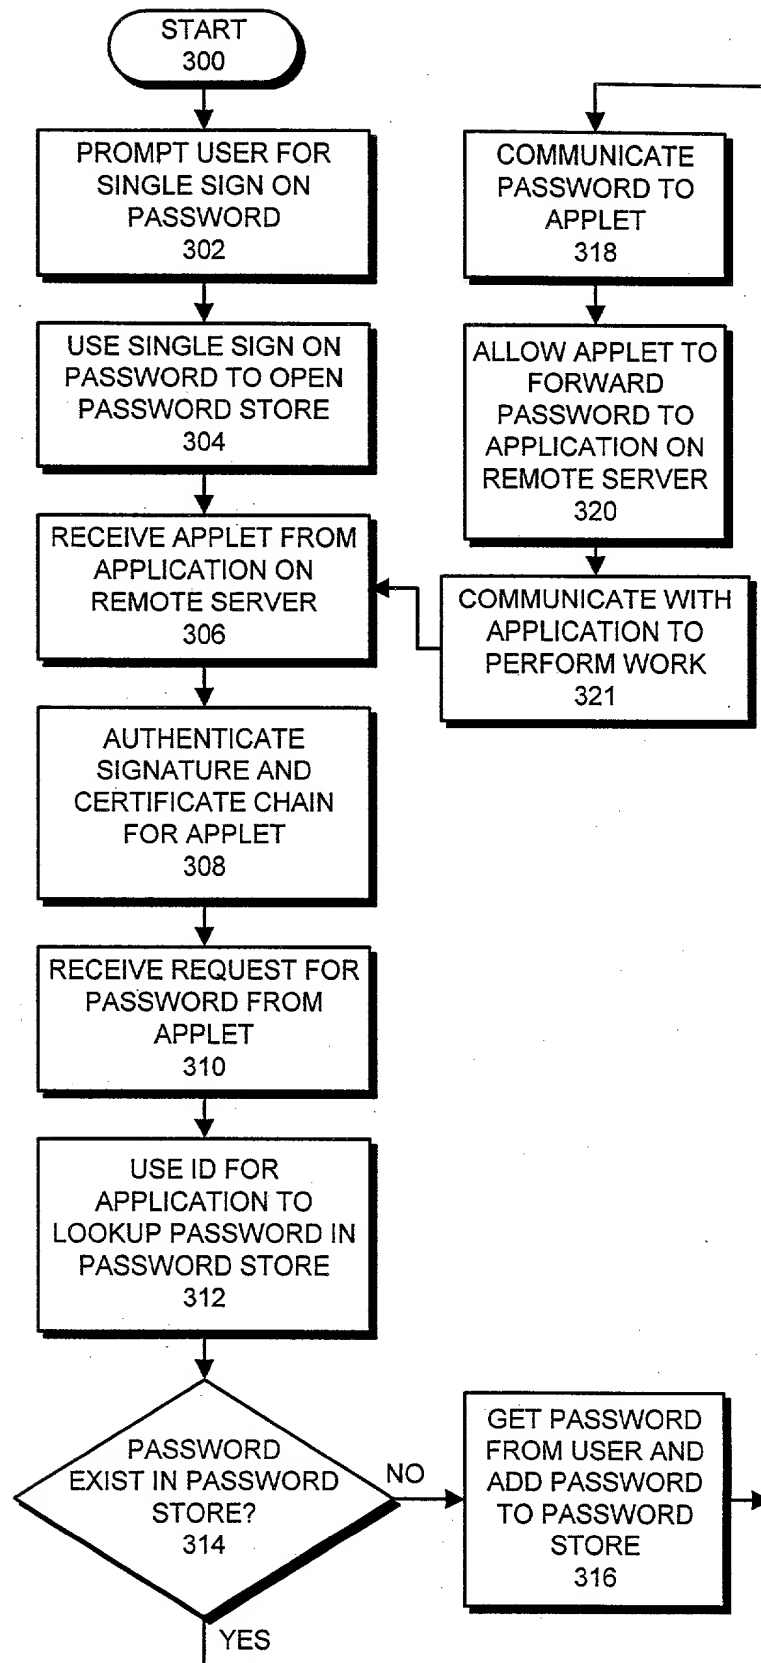 START
300
PROMPT USER FOR
SINGLE SIGN ON
PASSWORD
302
USE SINGLE SIGN ON
PASSWORD TO OPEN
PASSWORD STORE
304
RECEIVE APPLET FROM
APPLICATION ON
REMOTE SERVER
306
AUTHENTICATE
SIGNATURE AND
CERTIFICATE CHAIN
FOR APPLET
308
RECEIVE REQUEST FOR
PASSWORD FROM
APPLET
310
USE ID FOR
APPLICATION TO
LOOKUP PASSWORD IN
PASSWORD STORE
312
PASSWORD
EXIST IN PASSWORD
STORE?
314
NO
YES
GET PASSWORD
FROM USER AND
ADD PASSWORD
TO PASSWORD
STORE
316
COMMUNICATE
PASSWORD TO
APPLET
318
ALLOW APPLET TO
FORWARD
PASSWORD TO
APPLICATION ON
REMOTE SERVER
320
COMMUNICATE WITH
APPLICATION TO
PERFORM WORK
321